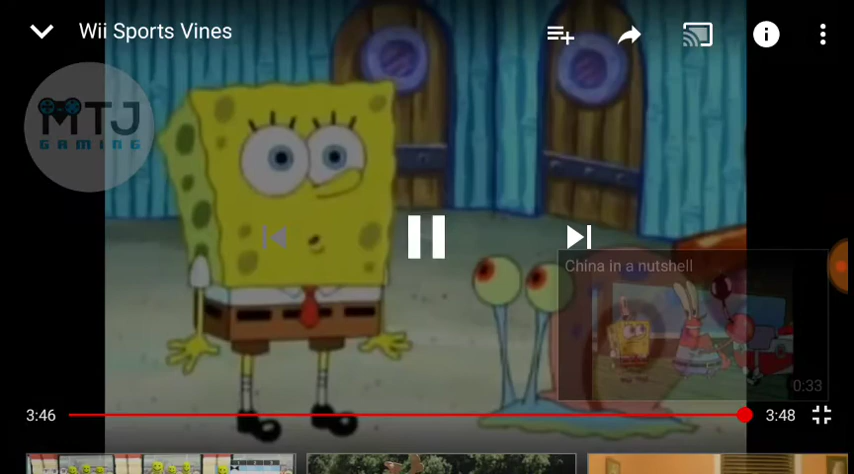 Wii Sports Vines
MTJ
GAMING
China in a nutshell
0:33
3:46
3:48